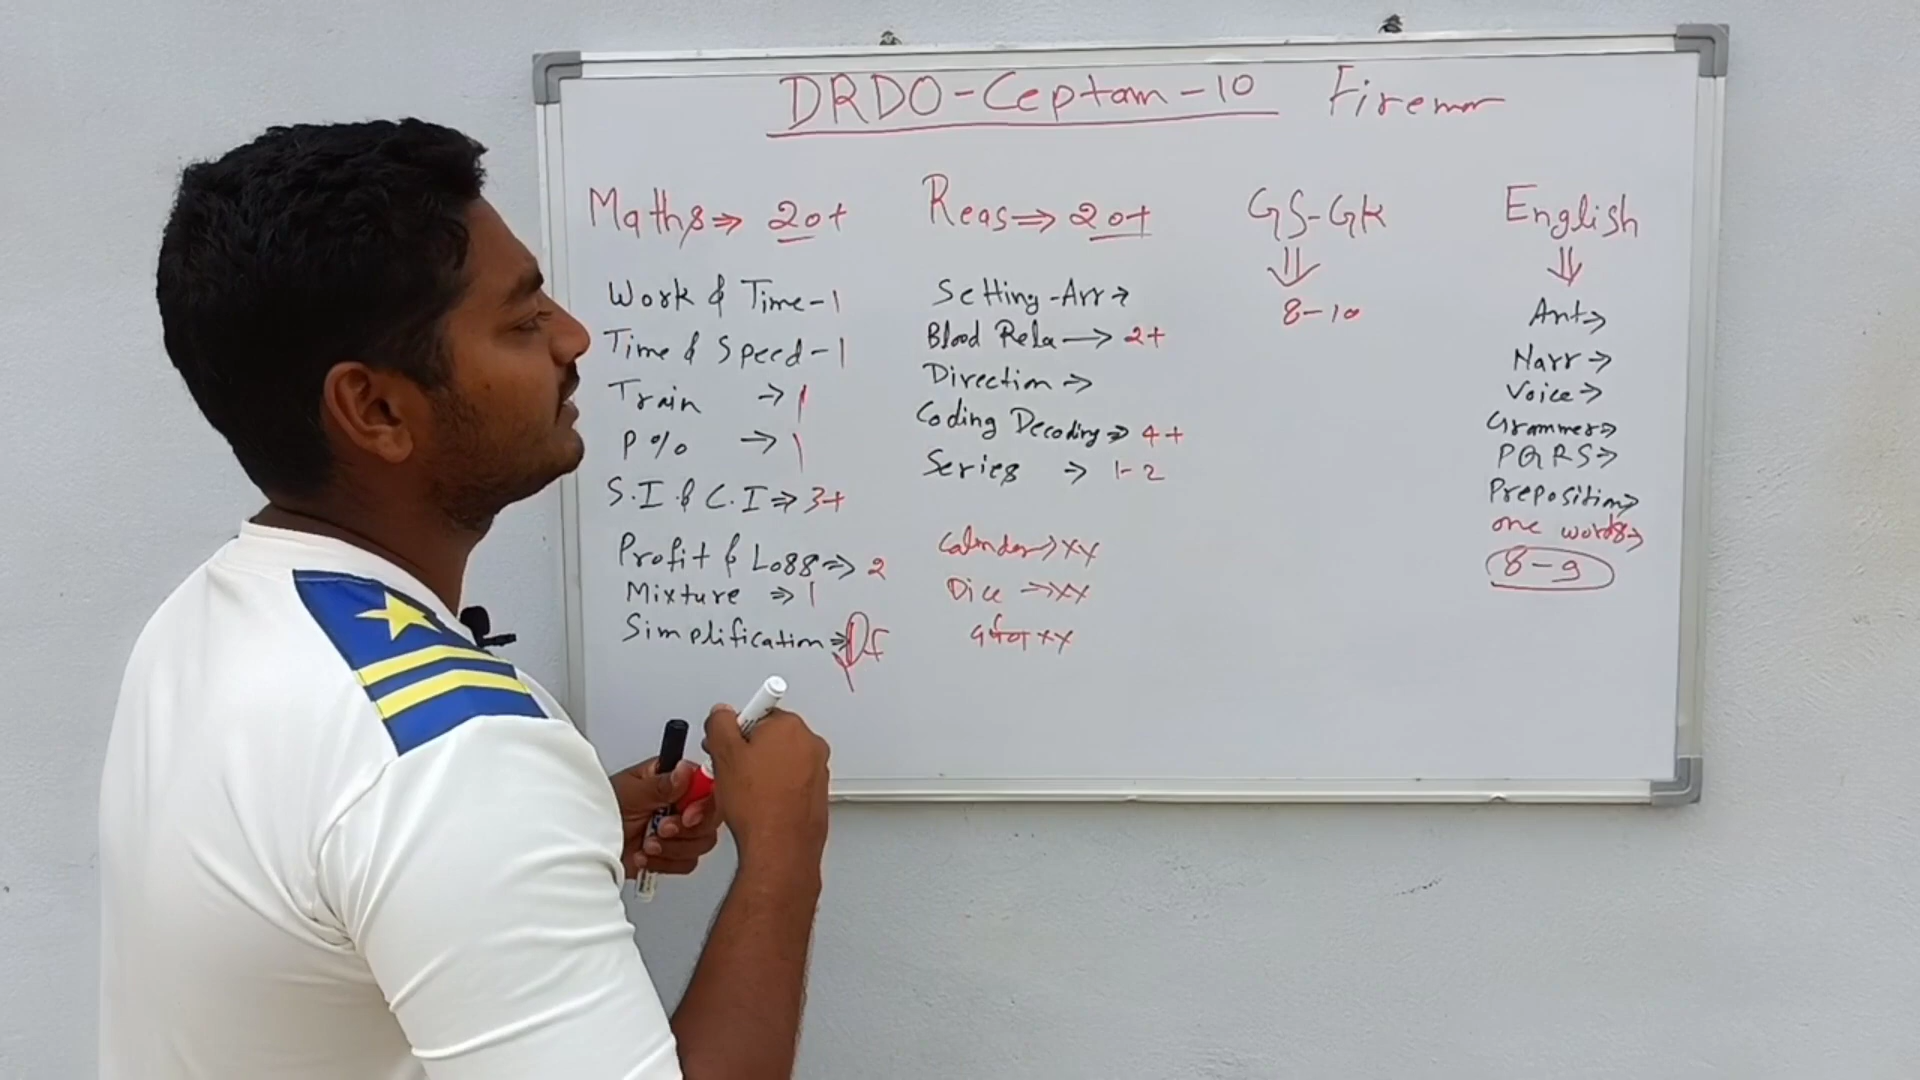 DRDO-Ceptam-10 Firemn
Maths⇒ 20+
Work & Time-1
Time & Speed-1
Train → 1
P% → 1
S.I & C.I⇒ 3+
Profit & Loss⇒ 2
Mixture ⇒ 1
Simplification⇒
Reas⇒ 20+
Setting-Arr→
Blood Rela→ 2+
Direction→
Coding Decoding⇒ 4+
Series → 1-2
Calnder→XX
Dice →XX
XX
GS-GK
⇓
8-10
English
⇓
Ant→
Narr→
Voice→
Grammer→
PQRS→
Preposition→
one words→
8-9